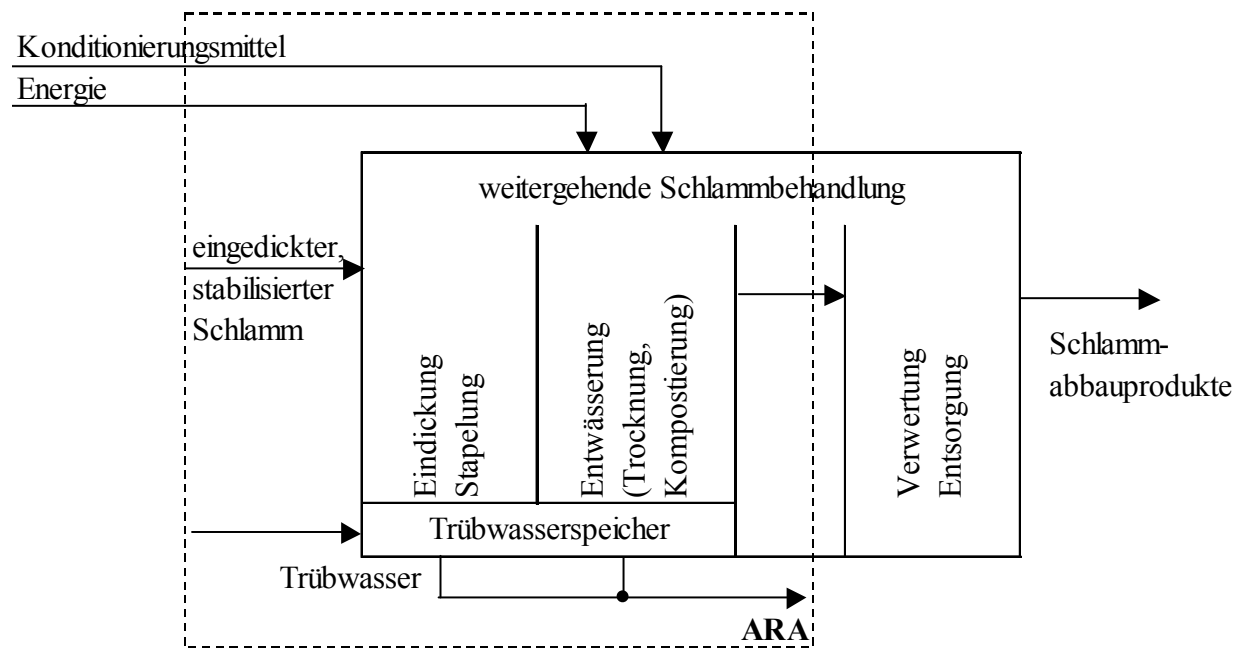 Konditionierungsmittel
Energie
weitergehende Schlammbehandlung
eingedickter,
stabilisierter
Schlamm
Eindickung
Stapelung
Entwässerung
(Trocknung,
Kompostierung)
Verwertung
Entsorgung
Schlamm-
abbauprodukte
Trübwasserspeicher
Trübwasser
ARA